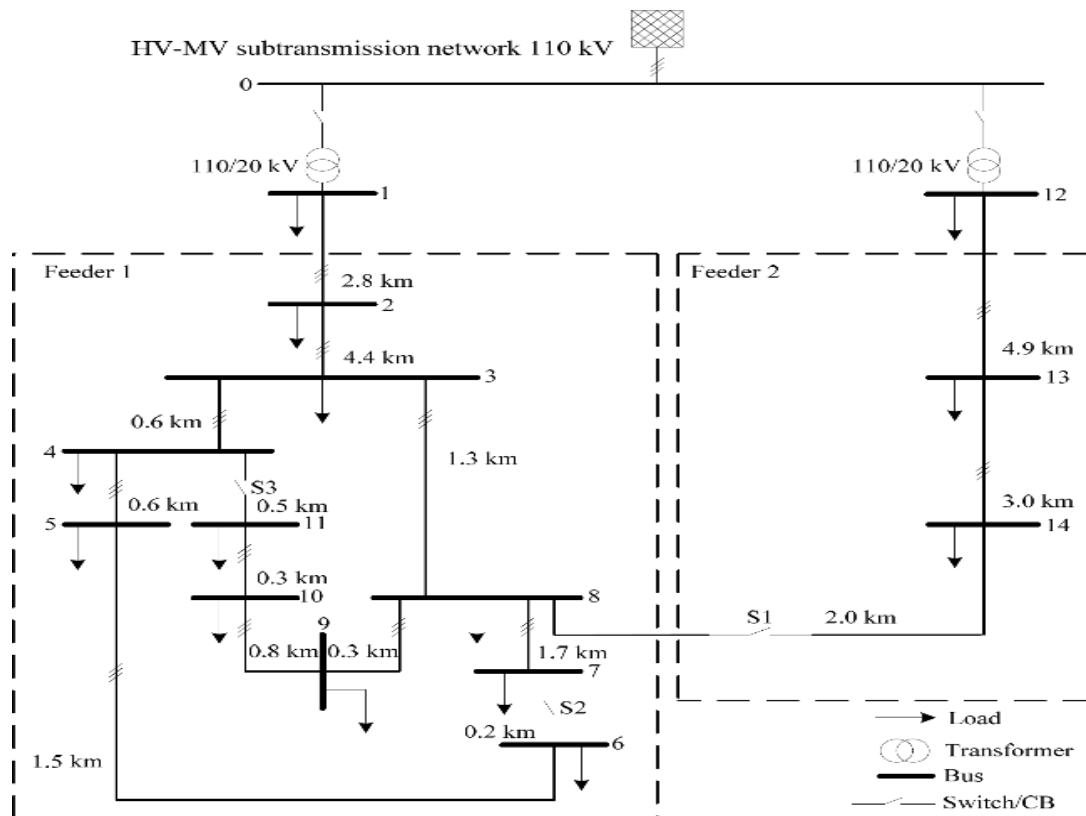 HV-MV subtransmission network 110 kV
0
110/20 kV
110/20 kV
1
12
Feeder 1
Feeder 2
2.8 km
2
4.4 km
4.9 km
3
13
0.6 km
4
1.3 km
S3
0.6 km
0.5 km
3.0 km
5
11
14
0.3 km
10
8
9
S1
2.0 km
0.8 km
0.3 km
1.7 km
7
S2
0.2 km
6
Load
1.5 km
Transformer
Bus
Switch/CB